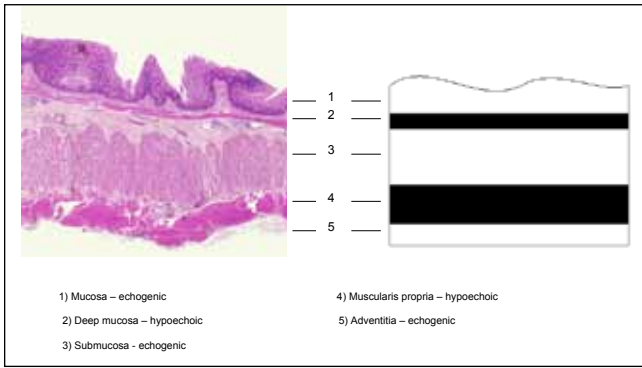 1
2
3
4
5
1) Mucosa – echogenic
2) Deep mucosa – hypoechoic
3) Submucosa - echogenic
4) Muscularis propria – hypoechoic
5) Adventitia – echogenic